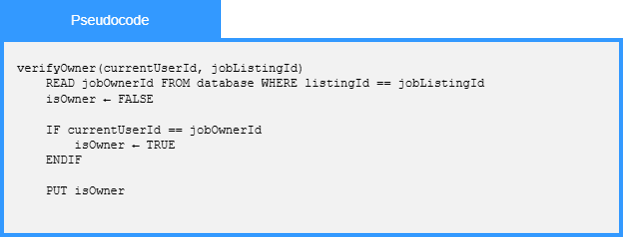 Pseudocode
verifyOwner(currentUserId, jobListingId)
    READ jobOwnerId FROM database WHERE listingId == jobListingId
    isOwner ← FALSE
    IF currentUserId == jobOwnerId
        isOwner ← TRUE
    ENDIF
    PUT isOwner